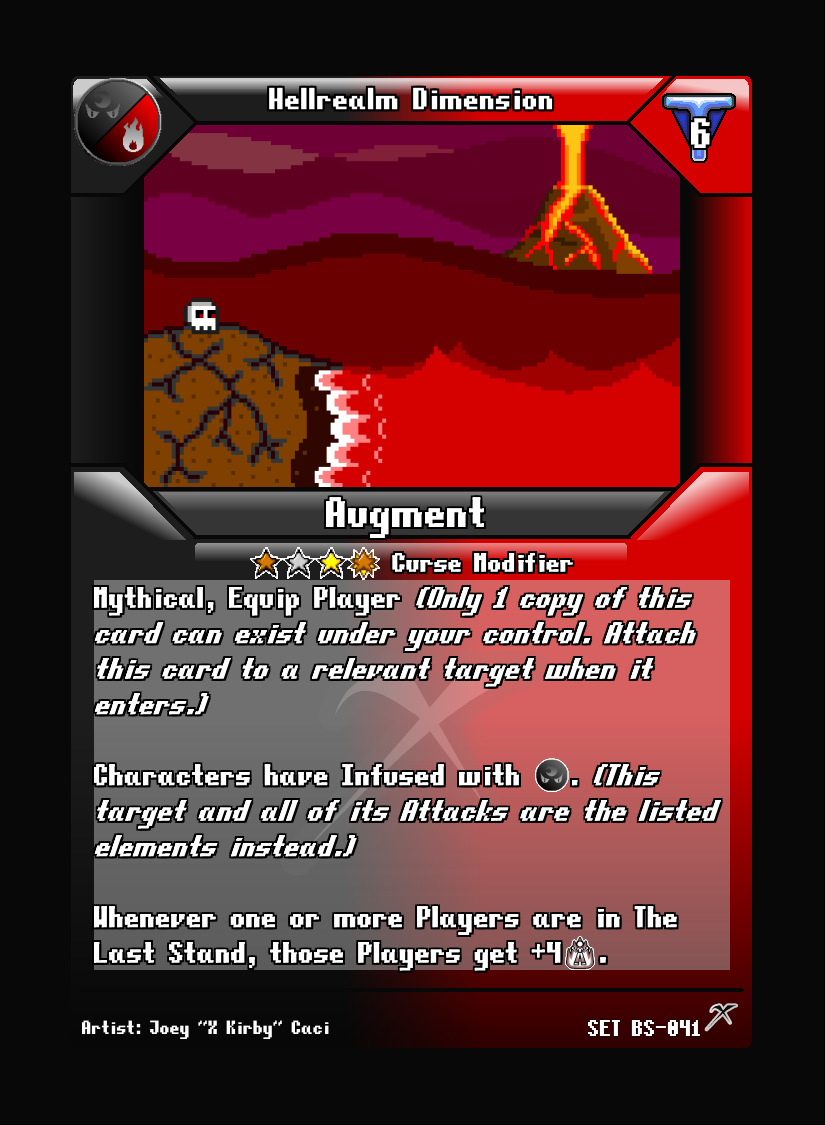 Hellrealm Dimension
6
Augment
Curse Modifier
Mythical, Equip Player (Only 1 copy of this
card can exist under your control. Attach
this card to a relevant target when it
enters.)
Characters have Infused with . (This
target and all of its Attacks are the listed
elements instead.)
Whenever one or more Players are in The
Last Stand, those Players get +4.
Artist: Joey "X Kirby" Caci
SET BS-041